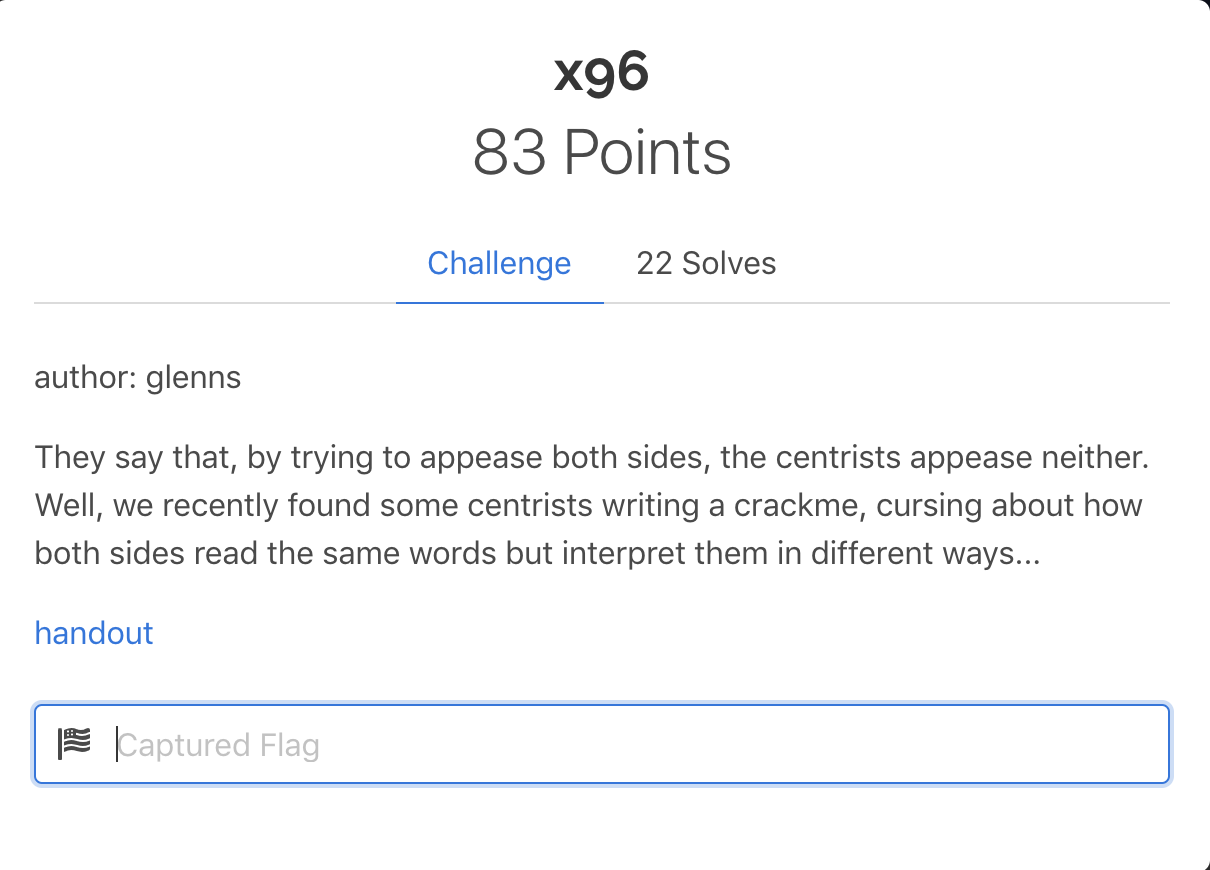 x96
83 Points
Challenge
22 Solves
author: glenns
They say that, by trying to appease both sides, the centrists appease neither.
Well, we recently found some centrists writing a crackme, cursing about how
both sides read the same words but interpret them in different ways...
handout
Captured Flag